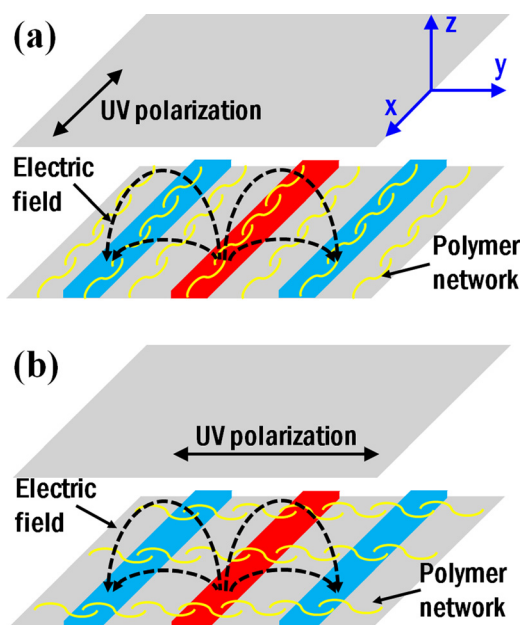 (a)
z
y
x
UV polarization
Electric
field
Polymer
network
(b)
UV polarization
Electric
field
Polymer
network